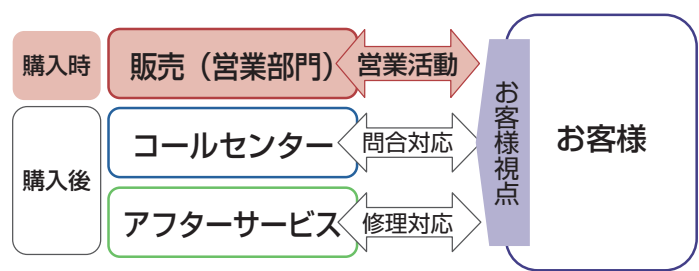 購入時
販売（営業部門）
営業活動
購入後
コールセンター
問合対応
アフターサービス
修理対応
お客様視点
お客様